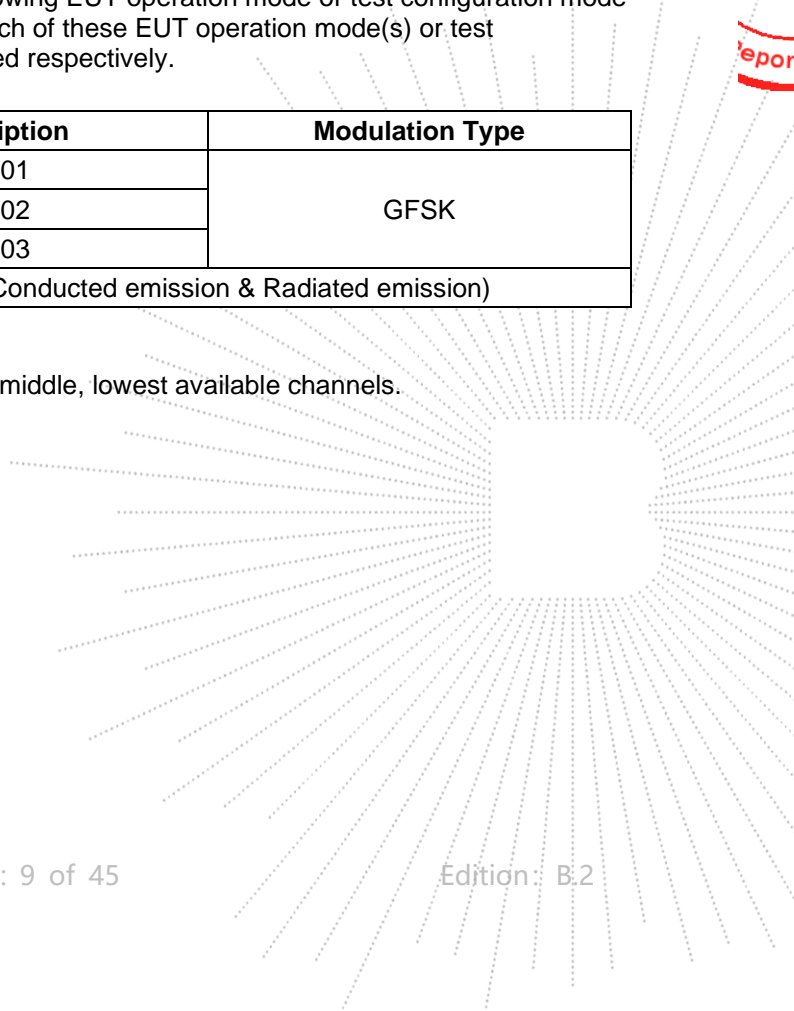 owing EUT operation mode or test configuration mode
ch of these EUT operation mode(s) or test
ed respectively.
epor
iption Modulation Type
01
02 GFSK
03
Conducted emission & Radiated emission)
middle, lowest available channels.
: 9 of 45 Edition: B.2